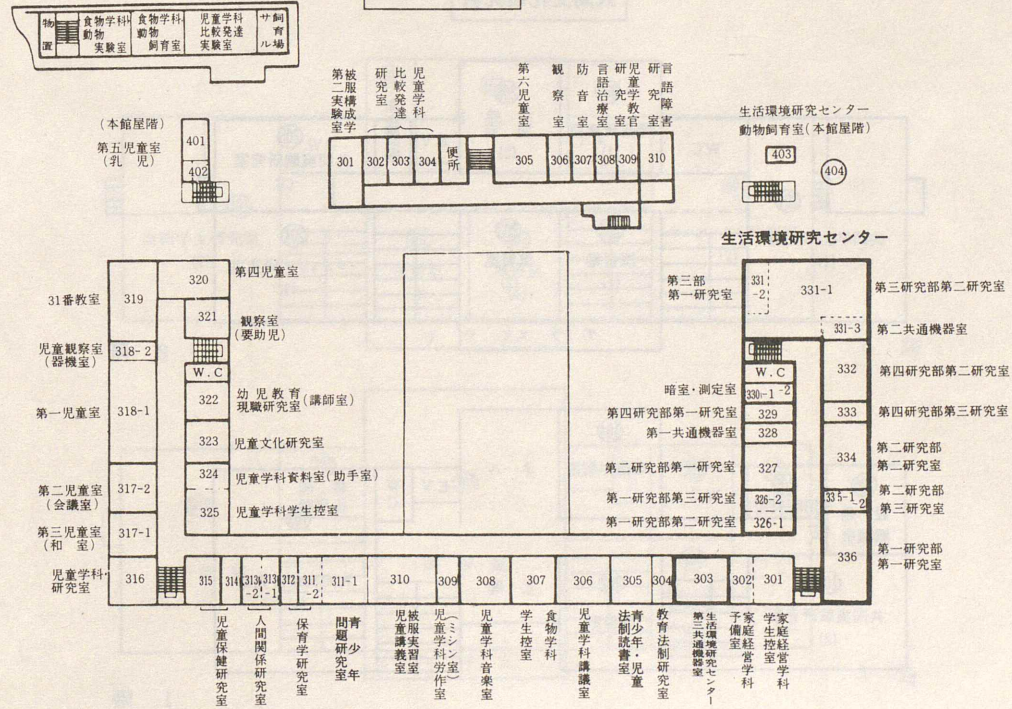 物置
食物学科動物実験室
食物学科動物飼育室
児童学科比較発達実験室
サル飼育場
(本館屋階)
第五児童室
(乳 児)
401
402
被服構成学第二実験室
児童学科比較発達研究室
第六児童室
観察室
防音室
言語治療室
児童学教官研究室
言語障害研究室
301
302
303
304
便所
305
306
307
308
309
310
生活環境研究センター
動物飼育室(本館屋階)
403
404
生活環境研究センター
320
第四児童室
31番教室
319
321
観察室
(要助児)
児童観察室
(器機室)
318-2
W.C
322
幼児教育
現職研究室(講師室)
第一児童室
318-1
323
児童文化研究室
324
児童学科資料室(助手室)
第二児童室
(会議室)
317-2
325
児童学科学生控室
第三児童室
(和 室)
317-1
児童学科
研究室
316
315
314
313-2
313-1
312
311-2
311-1
310
309
308
307
306
305
304
303
302
301
児童保健研究室
人間関係研究室
保育学研究室
青少年問題研究室
被服実習室
児童講義室
(ミシン室)
児童学科労作室
児童学科音楽室
食物学科学生控室
児童学科講議室
青少年・児童法制読書室
教育法制研究室
生活環境研究センター
第三共通機器室
家庭経営学科予備室
家庭経営学科学生控室
第三部
第一研究室
331-2
331-1
第三研究部第二研究室
331-3
第二共通機器室
W.C
332
第四研究部第二研究室
暗室・測定室
330-1
-2
第四研究部第一研究室
329
333
第四研究部第三研究室
第一共通機器室
328
334
第二研究部
第二研究室
第二研究部第一研究室
327
第一研究部第三研究室
326-2
335-1
-2
第二研究部
第三研究室
第一研究部第二研究室
326-1
336
第一研究部
第一研究室